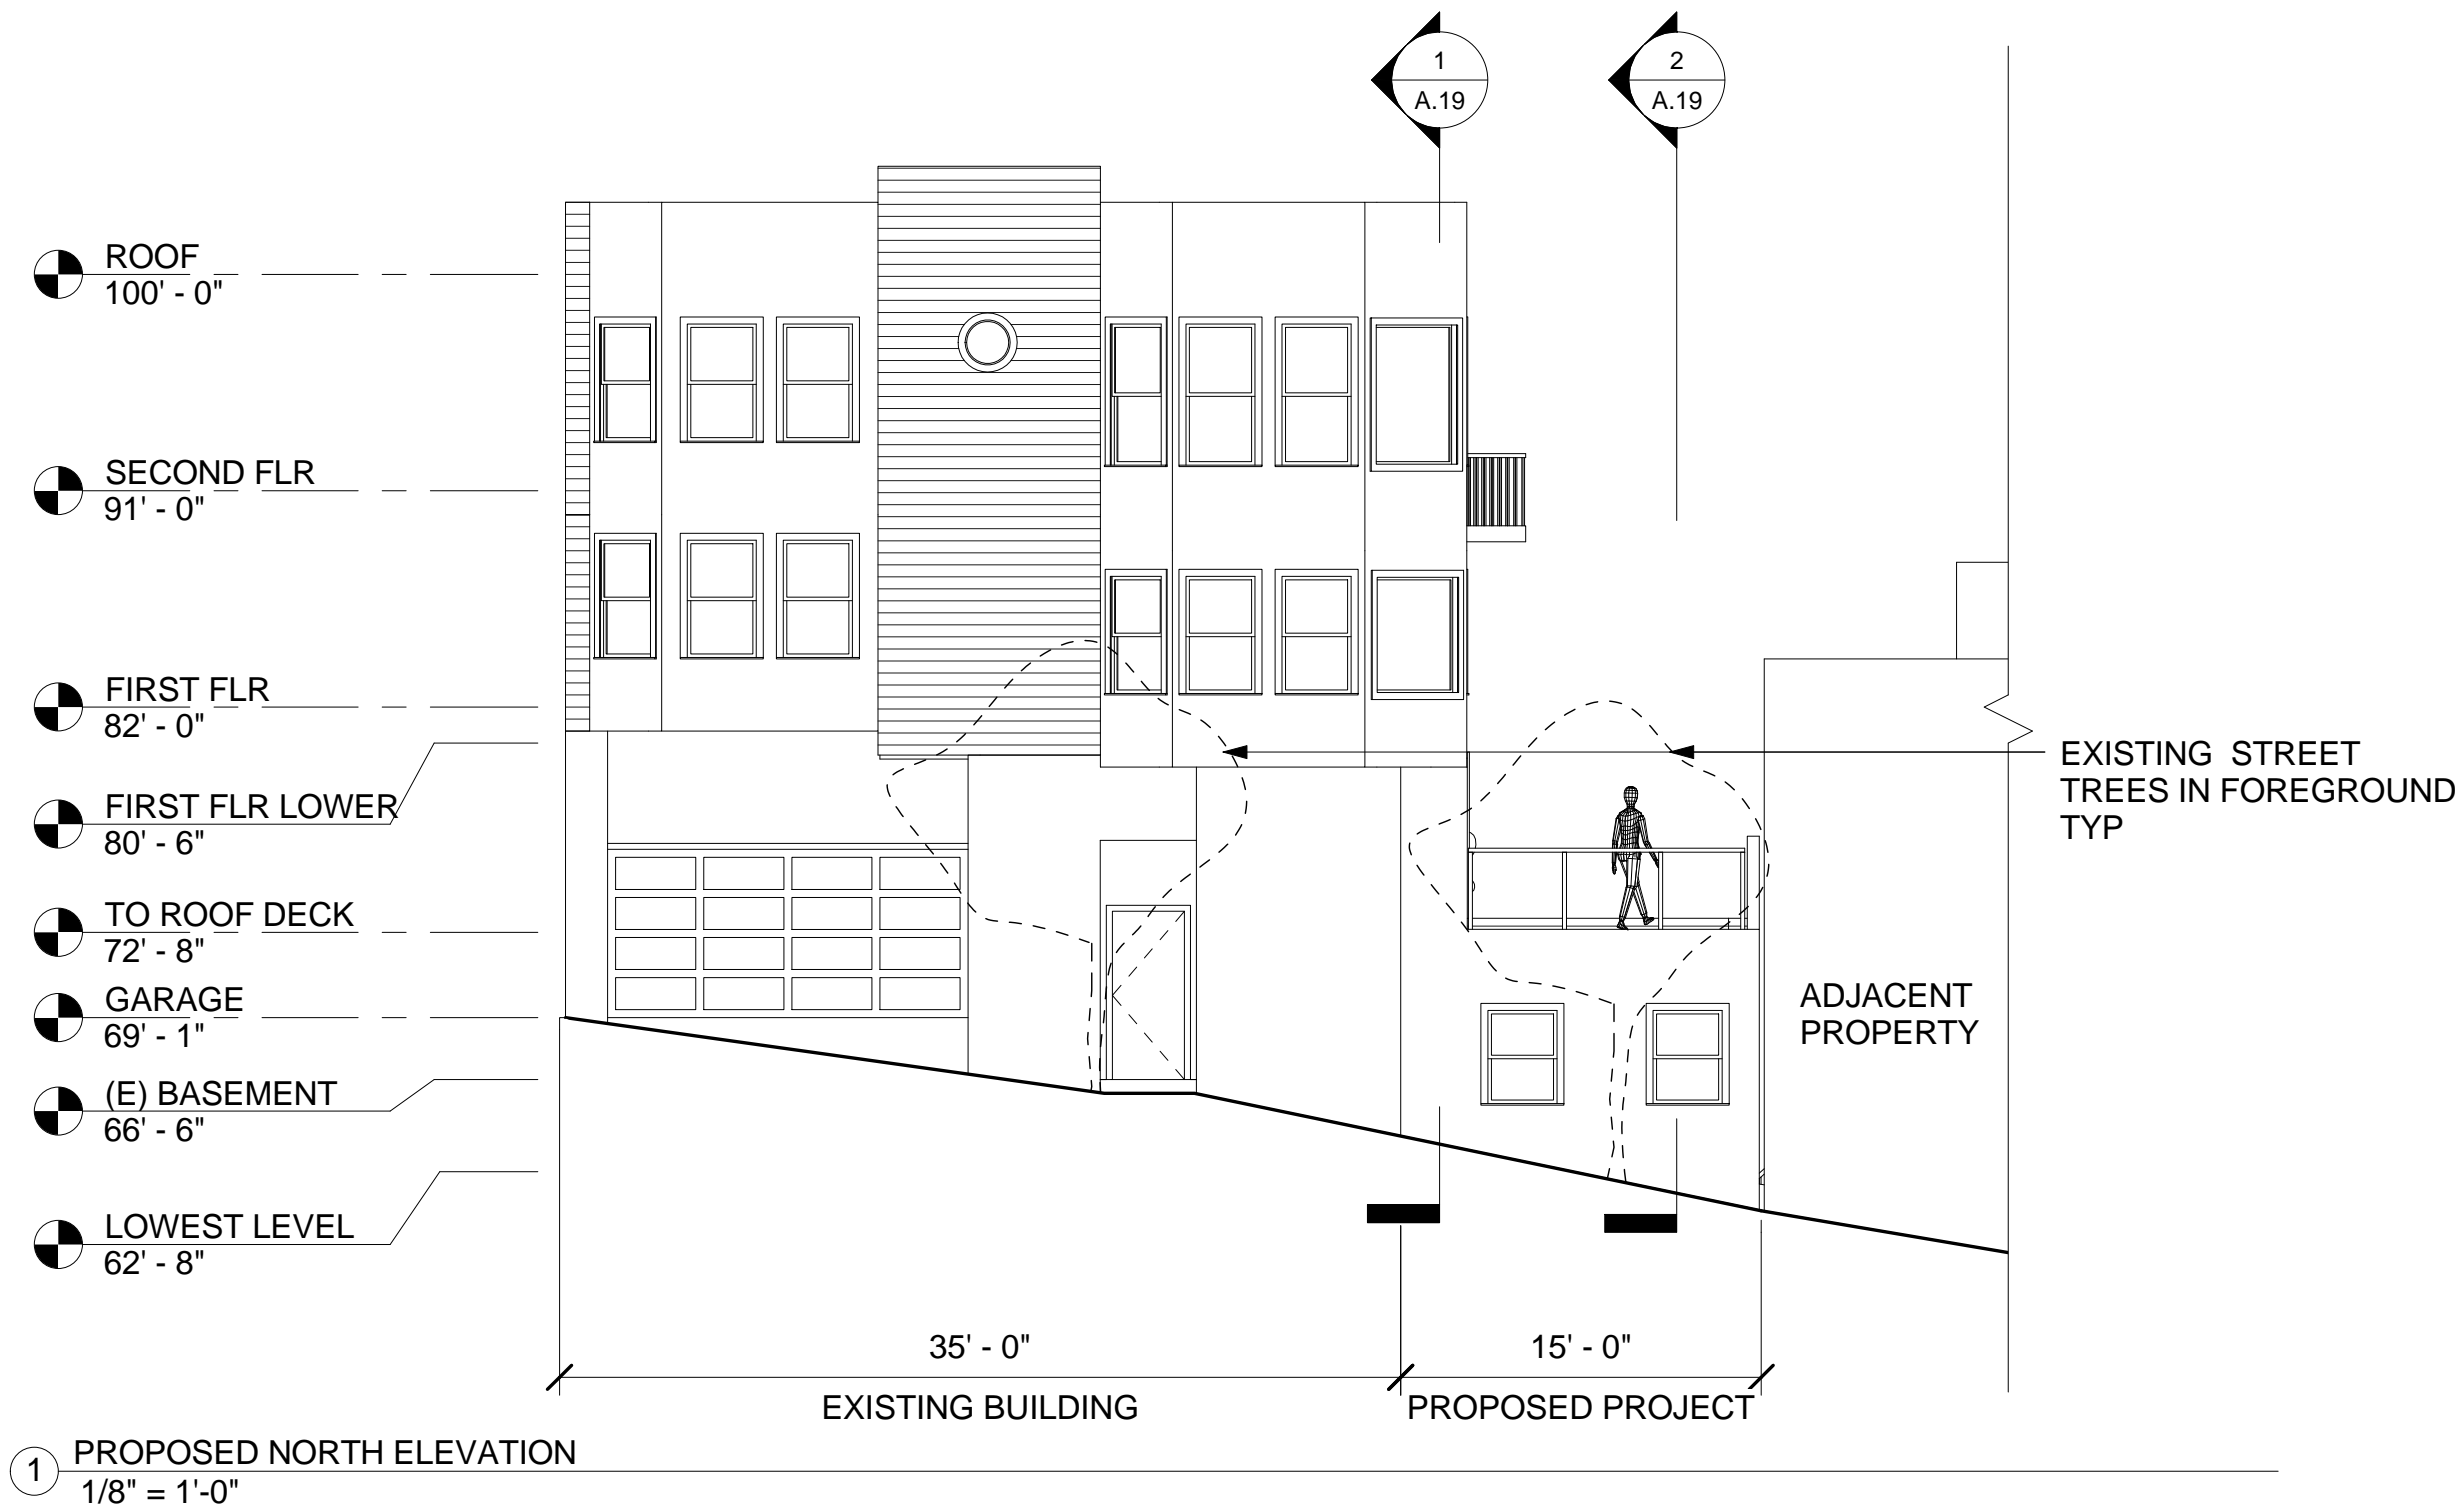 1
A.19
2
A.19
ROOF
100' - 0"
SECOND FLR
91' - 0"
FIRST FLR
82' - 0"
FIRST FLR LOWER
80' - 6"
TO ROOF DECK
72' - 8"
GARAGE
69' - 1"
(E) BASEMENT
66' - 6"
LOWEST LEVEL
62' - 8"
EXISTING STREET
TREES IN FOREGROUND
TYP
ADJACENT
PROPERTY
35' - 0"
15' - 0"
EXISTING BUILDING
PROPOSED PROJECT
1
PROPOSED NORTH ELEVATION
1/8" = 1'-0"